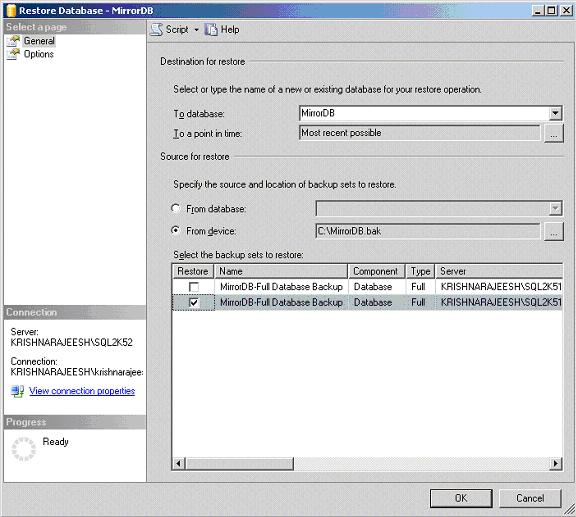 Restore Database - MirrorDB
Select a page
General
Options
Script
Help
Destination for restore
Select or type the name of a new or existing database for your restore operation.
To database:
MirrorDB
To a point in time:
Most recent possible
...
Source for restore
Specify the source and location of backup sets to restore.
From database:
From device:
C:\MirrorDB.bak
...
Select the backup sets to restore:
Restore Name Component Type Server
MirrorDB-Full Database Backup Database Full KRISHNARAJEESH\SQL2K51
MirrorDB-Full Database Backup Database Full KRISHNARAJEESH\SQL2K51
Connection
Server:
KRISHNARAJEESH\SQL2K52
Connection:
KRISHNARAJEESH\krishnarajee
View connection properties
Progress
Ready
OK
Cancel